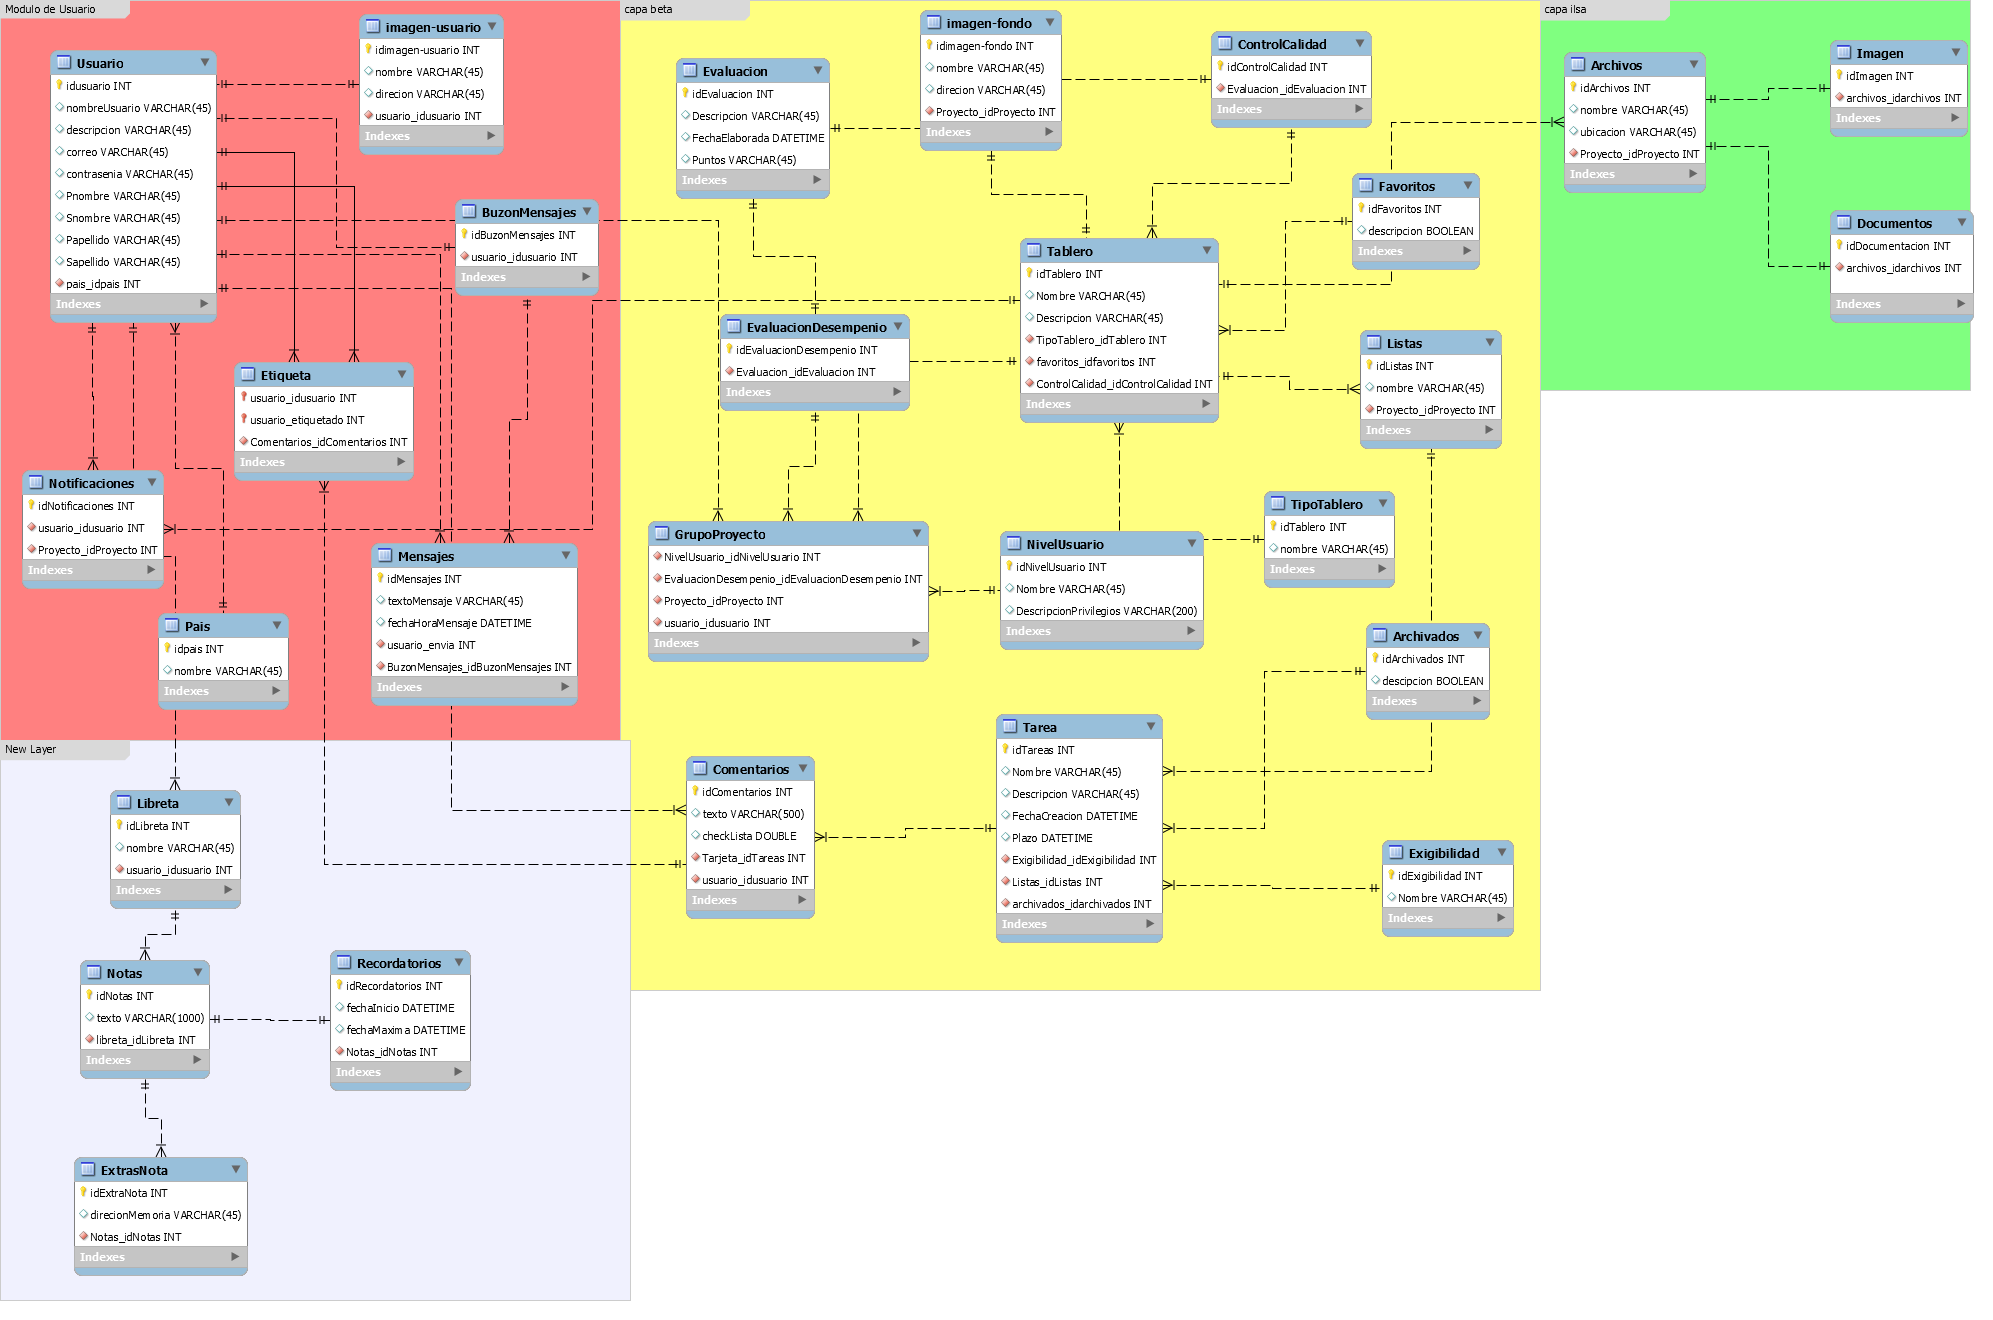 Modulo de Usuario
Usuario
idusuario INT
nombreUsuario VARCHAR(45)
descripcion VARCHAR(45)
correo VARCHAR(45)
contrasenia VARCHAR(45)
Pnombre VARCHAR(45)
Snombre VARCHAR(45)
Papellido VARCHAR(45)
Sapellido VARCHAR(45)
pais_idpais INT
Indexes
imagen-usuario
idimagen-usuario INT
nombre VARCHAR(45)
direcion VARCHAR(45)
usuario_idusuario INT
Indexes
BuzonMensajes
idBuzonMensajes INT
usuario_idusuario INT
Indexes
Etiqueta
usuario_idusuario INT
usuario_etiquetado INT
Comentarios_idComentarios INT
Indexes
Notificaciones
idNotificaciones INT
usuario_idusuario INT
Proyecto_idProyecto INT
Indexes
Mensajes
idMensajes INT
textoMensaje VARCHAR(45)
fechaHoraMensaje DATETIME
usuario_envia INT
BuzonMensajes_idBuzonMensajes INT
Indexes
Pais
idpais INT
nombre VARCHAR(45)
Indexes
New Layer
Libreta
idLibreta INT
nombre VARCHAR(45)
usuario_idusuario INT
Indexes
Notas
idNotas INT
texto VARCHAR(1000)
libreta_idLibreta INT
Indexes
Recordatorios
idRecordatorios INT
fechaInicio DATETIME
fechaMaxima DATETIME
Notas_idNotas INT
Indexes
ExtrasNota
idExtraNota INT
direcionMemoria VARCHAR(45)
Notas_idNotas INT
Indexes
capa beta
Evaluacion
idEvaluacion INT
Descripcion VARCHAR(45)
FechaElaborada DATETIME
Puntos VARCHAR(45)
Indexes
imagen-fondo
idimagen-fondo INT
nombre VARCHAR(45)
direcion VARCHAR(45)
Proyecto_idProyecto INT
Indexes
ControlCalidad
idControlCalidad INT
Evaluacion_idEvaluacion INT
Indexes
Favoritos
idFavoritos INT
descripcion BOOLEAN
Indexes
Tablero
idTablero INT
Nombre VARCHAR(45)
Descripcion VARCHAR(45)
TipoTablero_idTablero INT
favoritos_idfavoritos INT
ControlCalidad_idControlCalidad INT
Indexes
EvaluacionDesempenio
idEvaluacionDesempenio INT
Evaluacion_idEvaluacion INT
Indexes
Listas
idListas INT
nombre VARCHAR(45)
Proyecto_idProyecto INT
Indexes
GrupoProyecto
NivelUsuario_idNivelUsuario INT
EvaluacionDesempenio_idEvaluacionDesempenio INT
Proyecto_idProyecto INT
usuario_idusuario INT
Indexes
NivelUsuario
idNivelUsuario INT
Nombre VARCHAR(45)
DescripcionPrivilegios VARCHAR(200)
Indexes
TipoTablero
idTablero INT
nombre VARCHAR(45)
Indexes
Archivados
idArchivados INT
descipcion BOOLEAN
Indexes
Comentarios
idComentarios INT
texto VARCHAR(500)
checkLista DOUBLE
Tarjeta_idTareas INT
usuario_idusuario INT
Indexes
Tarea
idTareas INT
Nombre VARCHAR(45)
Descripcion VARCHAR(45)
FechaCreacion DATETIME
Plazo DATETIME
Exigibilidad_idExigibilidad INT
Listas_idListas INT
archivados_idarchivados INT
Indexes
Exigibilidad
idExigibilidad INT
Nombre VARCHAR(45)
Indexes
capa ilsa
Archivos
idArchivos INT
nombre VARCHAR(45)
ubicacion VARCHAR(45)
Proyecto_idProyecto INT
Indexes
Imagen
idImagen INT
archivos_idarchivos INT
Indexes
Documentos
idDocumentacion INT
archivos_idarchivos INT
Indexes